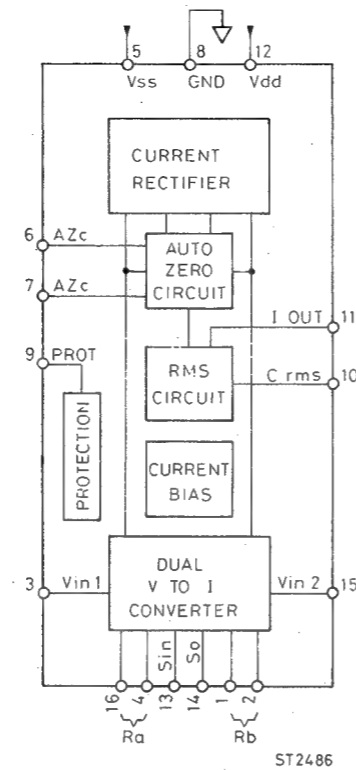 5 8 12
Vss GND Vdd
CURRENT
RECTIFIER
6 AZc
AUTO
ZERO
CIRCUIT
7 AZc
I OUT 11
9 PROT
RMS
CIRCUIT
C rms 10
PROTECTION
CURRENT
BIAS
DUAL
V TO I
CONVERTER
3 Vin 1
Vin 2 15
Sin So
16 4 13 14 1 2
Ra Rb
ST2486